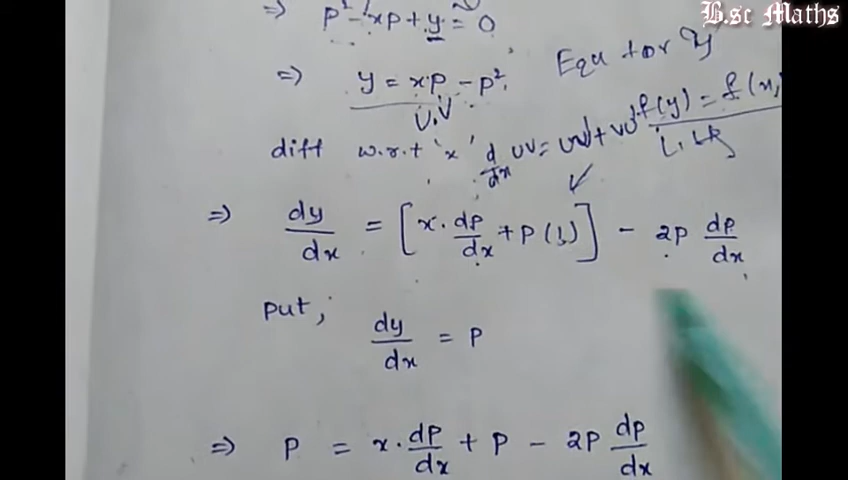 B.sc Maths
⇒ p² - xp + y = 0
⇒ y = x.p - p². Equ for y
U.V f(y) = f(x,
diff w.r.t 'x' d/dx UV = UV' + VU'
⇒ dy/dx = [x. dp/dx + p(1)] - 2p dp/dx
put, dy/dx = p
⇒ p = x. dp/dx + p - 2p dp/dx